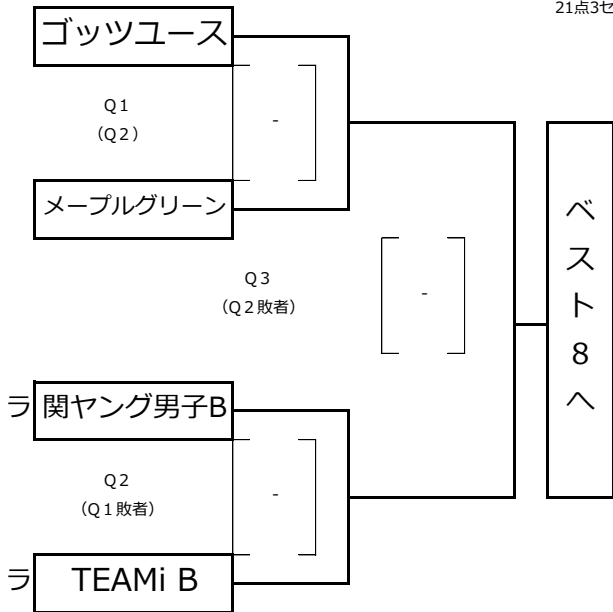 21点3セ
ゴッツユース
Q1
(Q2)
-
メープルグリーン
Q3
(Q2敗者)
-
ラ 関ヤング男子B
Q2
(Q1敗者)
-
ラ TEAMi B
ベスト8へ